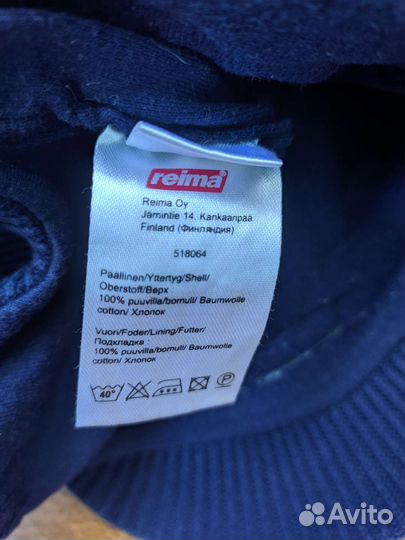 reima
Reima Oy
Jämintie 14, Kankaanpää
Finland (Финляндия)
518064
Päällinen/Yttertyg/Shell/
Oberstoff/Верх :
100% puuvilla/bomull/ Baumwolle
cotton/ Хлопок
Vuori/Foder/Lining/Futter/
Подкладка :
100% puuvilla/bomull/ Baumwolle
cotton/ Хлопок
40°
P
Avito